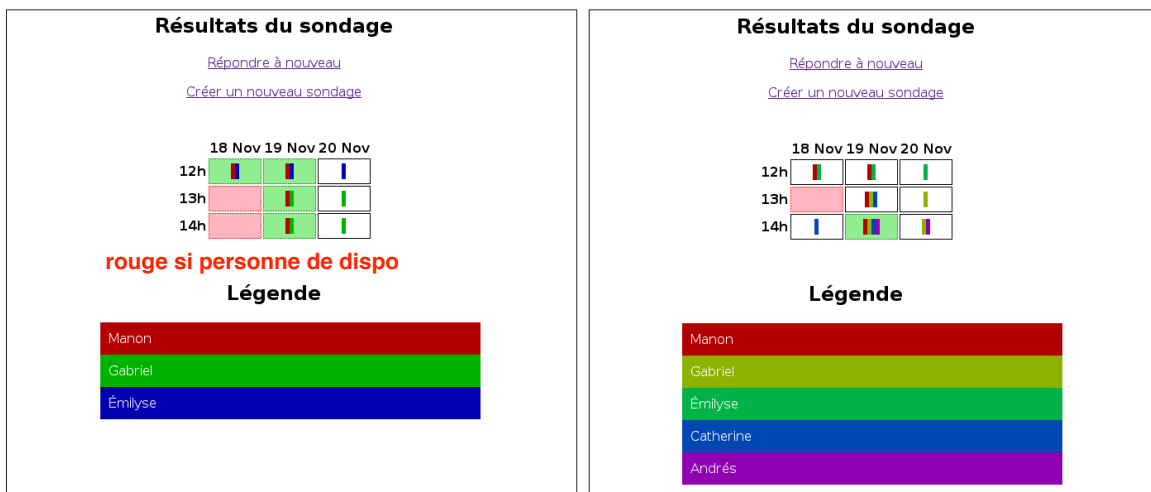 Résultats du sondage
Répondre à nouveau
Créer un nouveau sondage
18 Nov 19 Nov 20 Nov
12h
13h
14h
rouge si personne de dispo
Légende
Manon
Gabriel
Émilyse
Résultats du sondage
Répondre à nouveau
Créer un nouveau sondage
18 Nov 19 Nov 20 Nov
12h
13h
14h
Légende
Manon
Gabriel
Émilyse
Catherine
Andrés